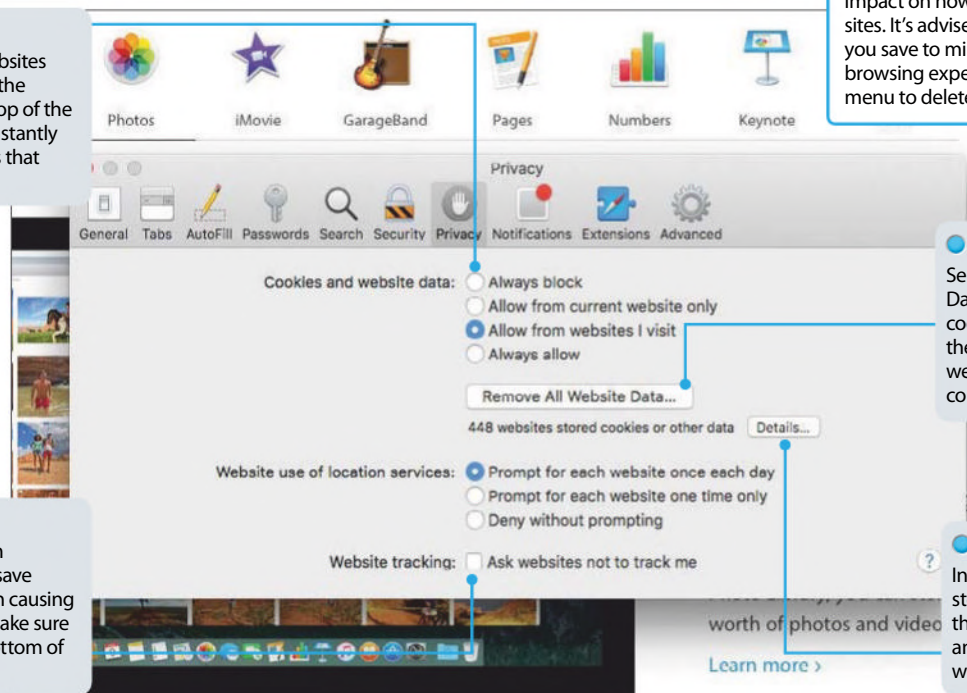 impact on how
sites. It's advise
you save to mi
browsing expe
menu to delete
bsites
the
op of the
stantly
that
Photos iMovie GarageBand Pages Numbers Keynote
Privacy
General Tabs AutoFill Passwords Search Security Privacy Notifications Extensions Advanced
Cookies and website data: Always block
Allow from current website only
Allow from websites I visit
Always allow
Remove All Website Data...
448 websites stored cookies or other data Details...
Website use of location services: Prompt for each website once each day
Prompt for each website one time only
Deny without prompting
Website tracking: Ask websites not to track me
?
Se
Da
co
the
we
co
save
n causing
ake sure
ttom of
worth of photos and video
Learn more >
In
st
th
an
w